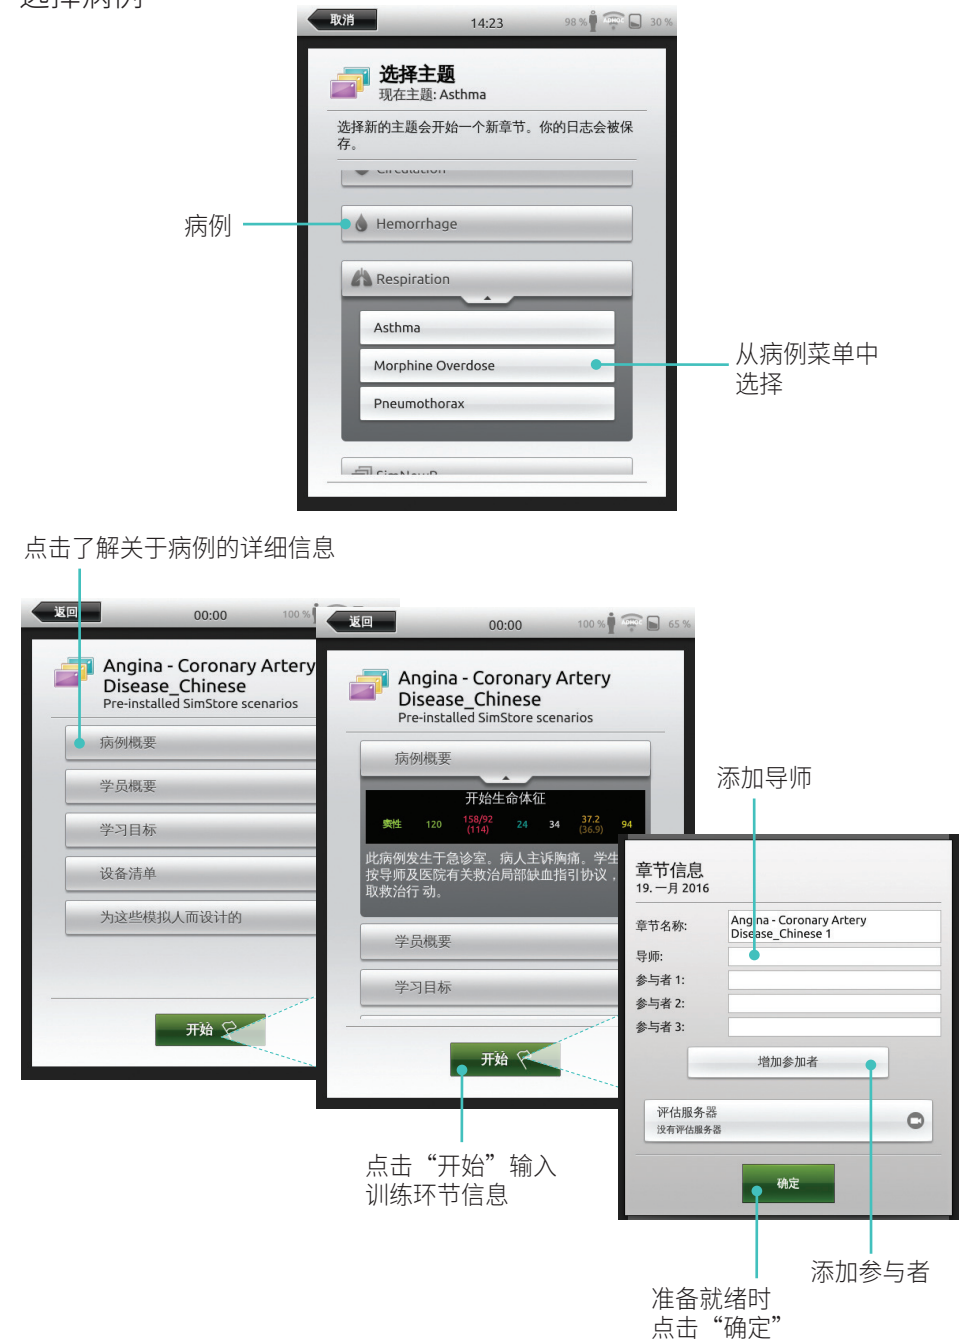 选择病例
取消
14:23
98 %
30 %
选择主题
现在主题: Asthma
选择新的主题会开始一个新章节。你的日志会被保
存。
Circulation
病例
Hemorrhage
Respiration
Asthma
Morphine Overdose
Pneumothorax
从病例菜单中
选择
点击了解关于病例的详细信息
返回
00:00
100 %
Angina - Coronary Artery
Disease_Chinese
Pre-installed SimStore scenarios
病例概要
学员概要
学习目标
设备清单
为这些模拟人而设计的
开始
返回
00:00
100 %
65 %
Angina - Coronary Artery
Disease_Chinese
Pre-installed SimStore scenarios
病例概要
开始生命体征
窦性 120 158/92 (114) 24 34 37.2 (36.9) 94
此病例发生于急诊室。病人主诉胸痛。学生
按导师及医院有关救治局部缺血指引协议，
取救治行 动。
学员概要
学习目标
开始
添加导师
章节信息
19. 一月 2016
章节名称:
Angina - Coronary Artery
Disease_Chinese 1
导师:
参与者 1:
参与者 2:
参与者 3:
增加参加者
评估服务器
没有评估服务器
确定
点击“开始”输入
训练环节信息
添加参与者
准备就绪时
点击“确定”